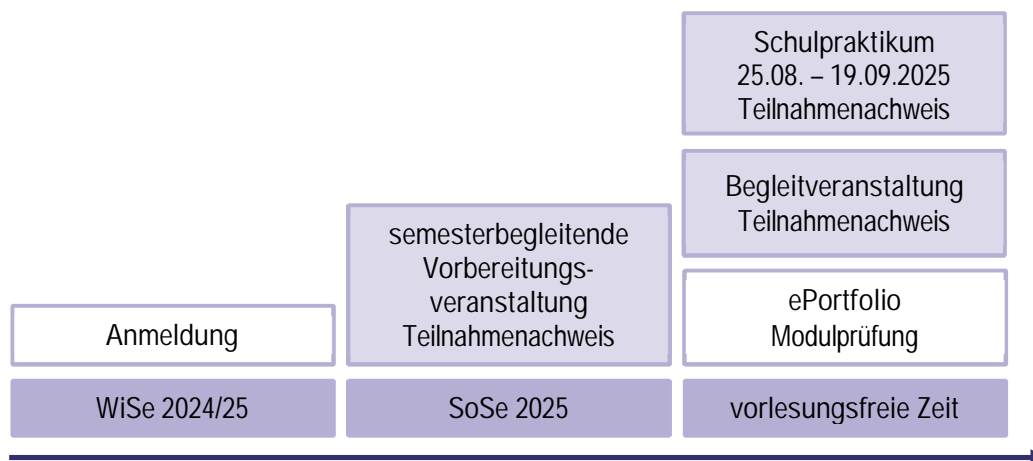 Schulpraktikum
25.08. – 19.09.2025
Teilnahmenachweis
Begleitveranstaltung
Teilnahmenachweis
semesterbegleitende
Vorbereitungs-
veranstaltung
Teilnahmenachweis
ePortfolio
Modulprüfung
Anmeldung
WiSe 2024/25
SoSe 2025
vorlesungsfreie Zeit